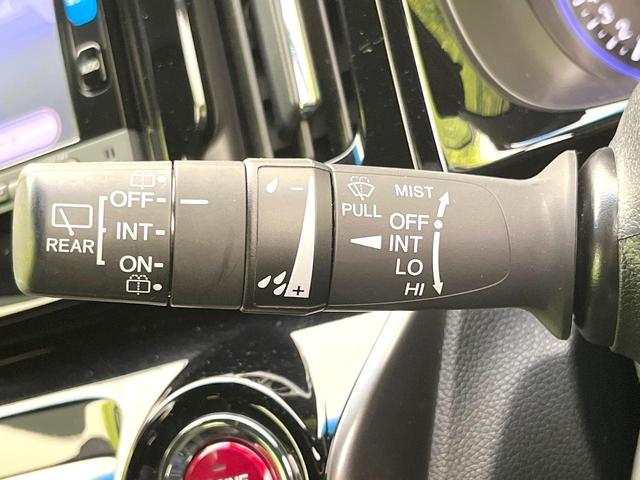 REAR
OFF
INT
ON
−
+
PULL
MIST
OFF
INT
LO
HI